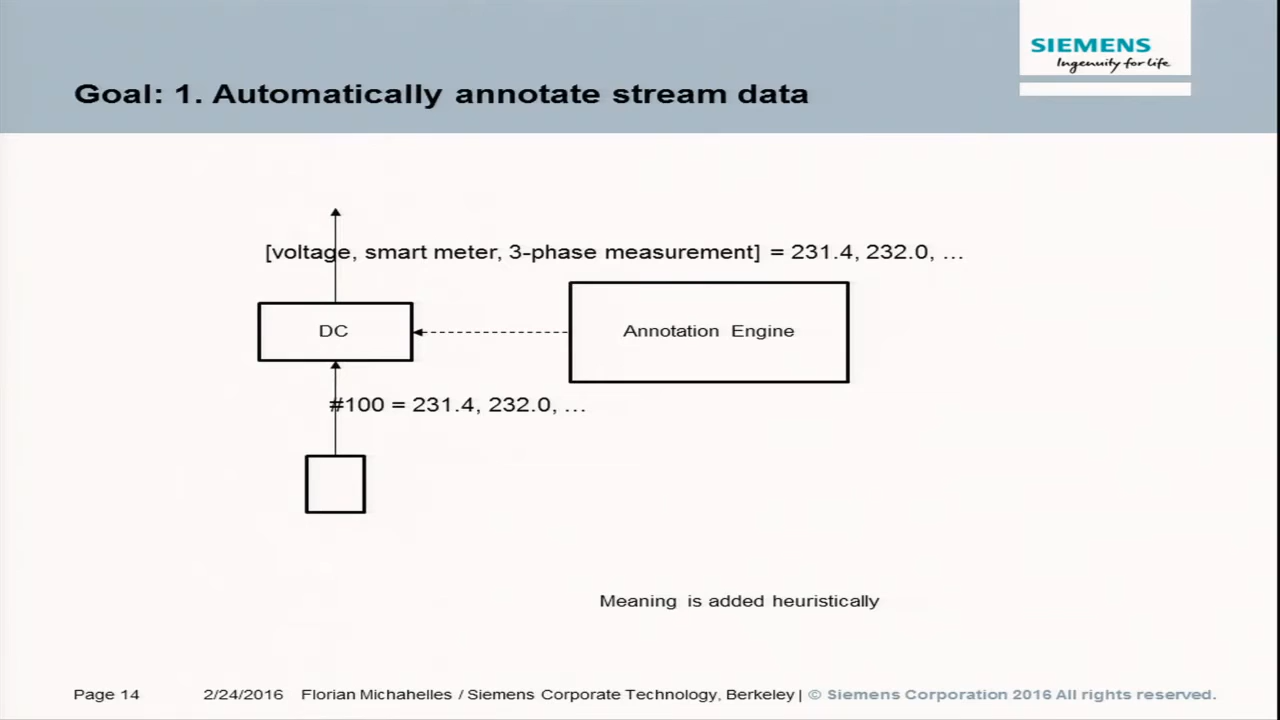 SIEMENS
Ingenuity for life
Goal: 1. Automatically annotate stream data
[voltage, smart meter, 3-phase measurement] = 231.4, 232.0, …
DC
Annotation Engine
#100 = 231.4, 232.0, …
Meaning is added heuristically
Page 14 2/24/2016 Florian Michahelles / Siemens Corporate Technology, Berkeley | © Siemens Corporation 2016 All rights reserved.